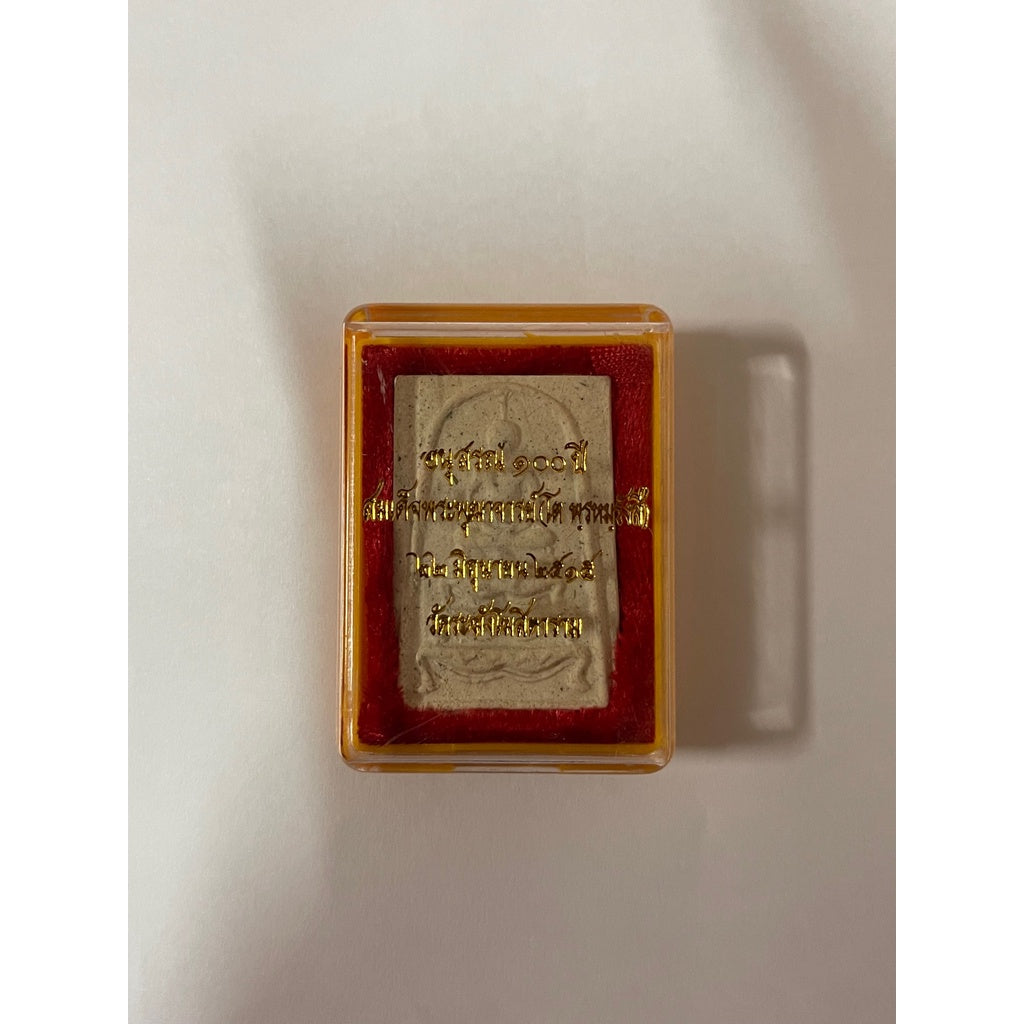 อนุสรณ์ ๑๐๐ ปี
สมเด็จพระพุฒาจารย์ (โต พฺรหฺมรํสี)
๒๒ มิถุนายน ๒๕๑๕
วัดระฆังโฆสิตาราม